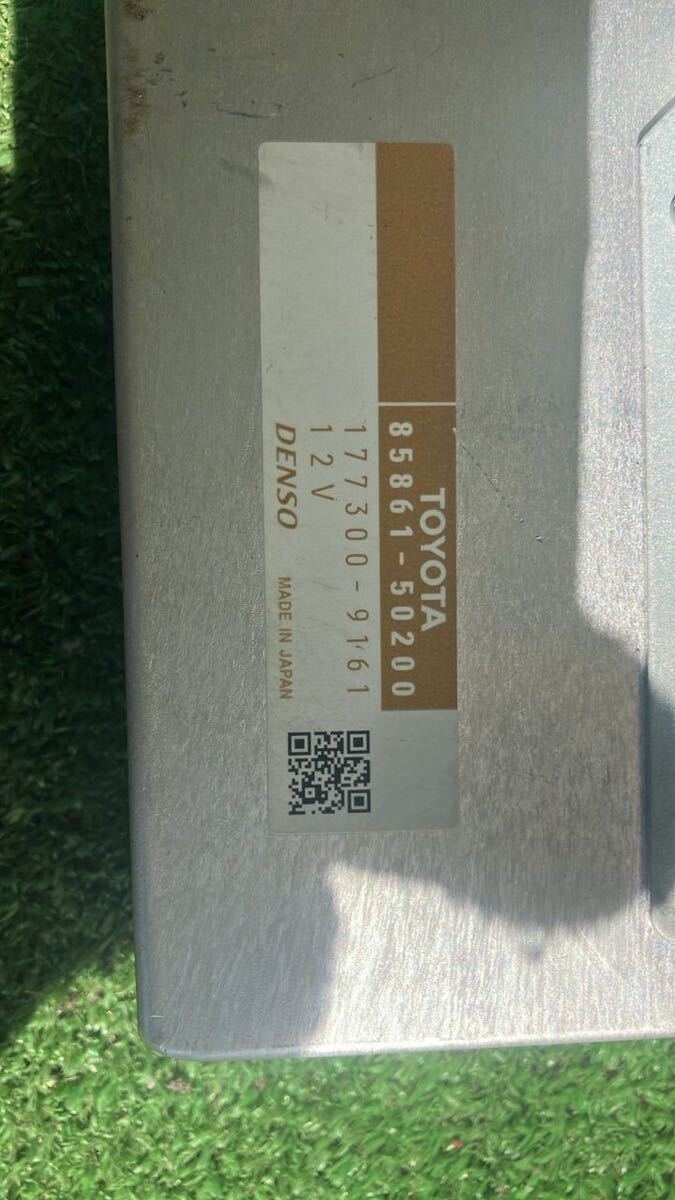 TOYOTA
85861-50200
177300-9161
12V
DENSO MADE IN JAPAN